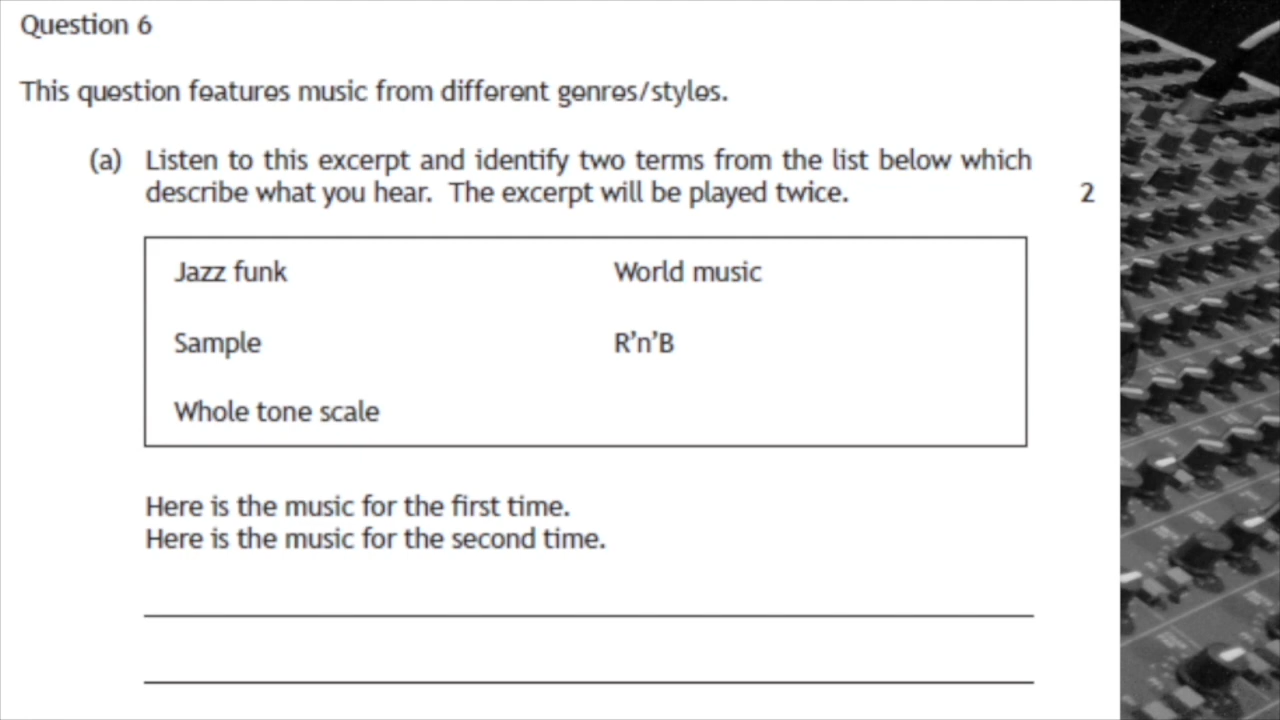 Question 6
This question features music from different genres/styles.
(a) Listen to this excerpt and identify two terms from the list below which
describe what you hear. The excerpt will be played twice. 2
Jazz funk World music
Sample R’n’B
Whole tone scale
Here is the music for the first time.
Here is the music for the second time.